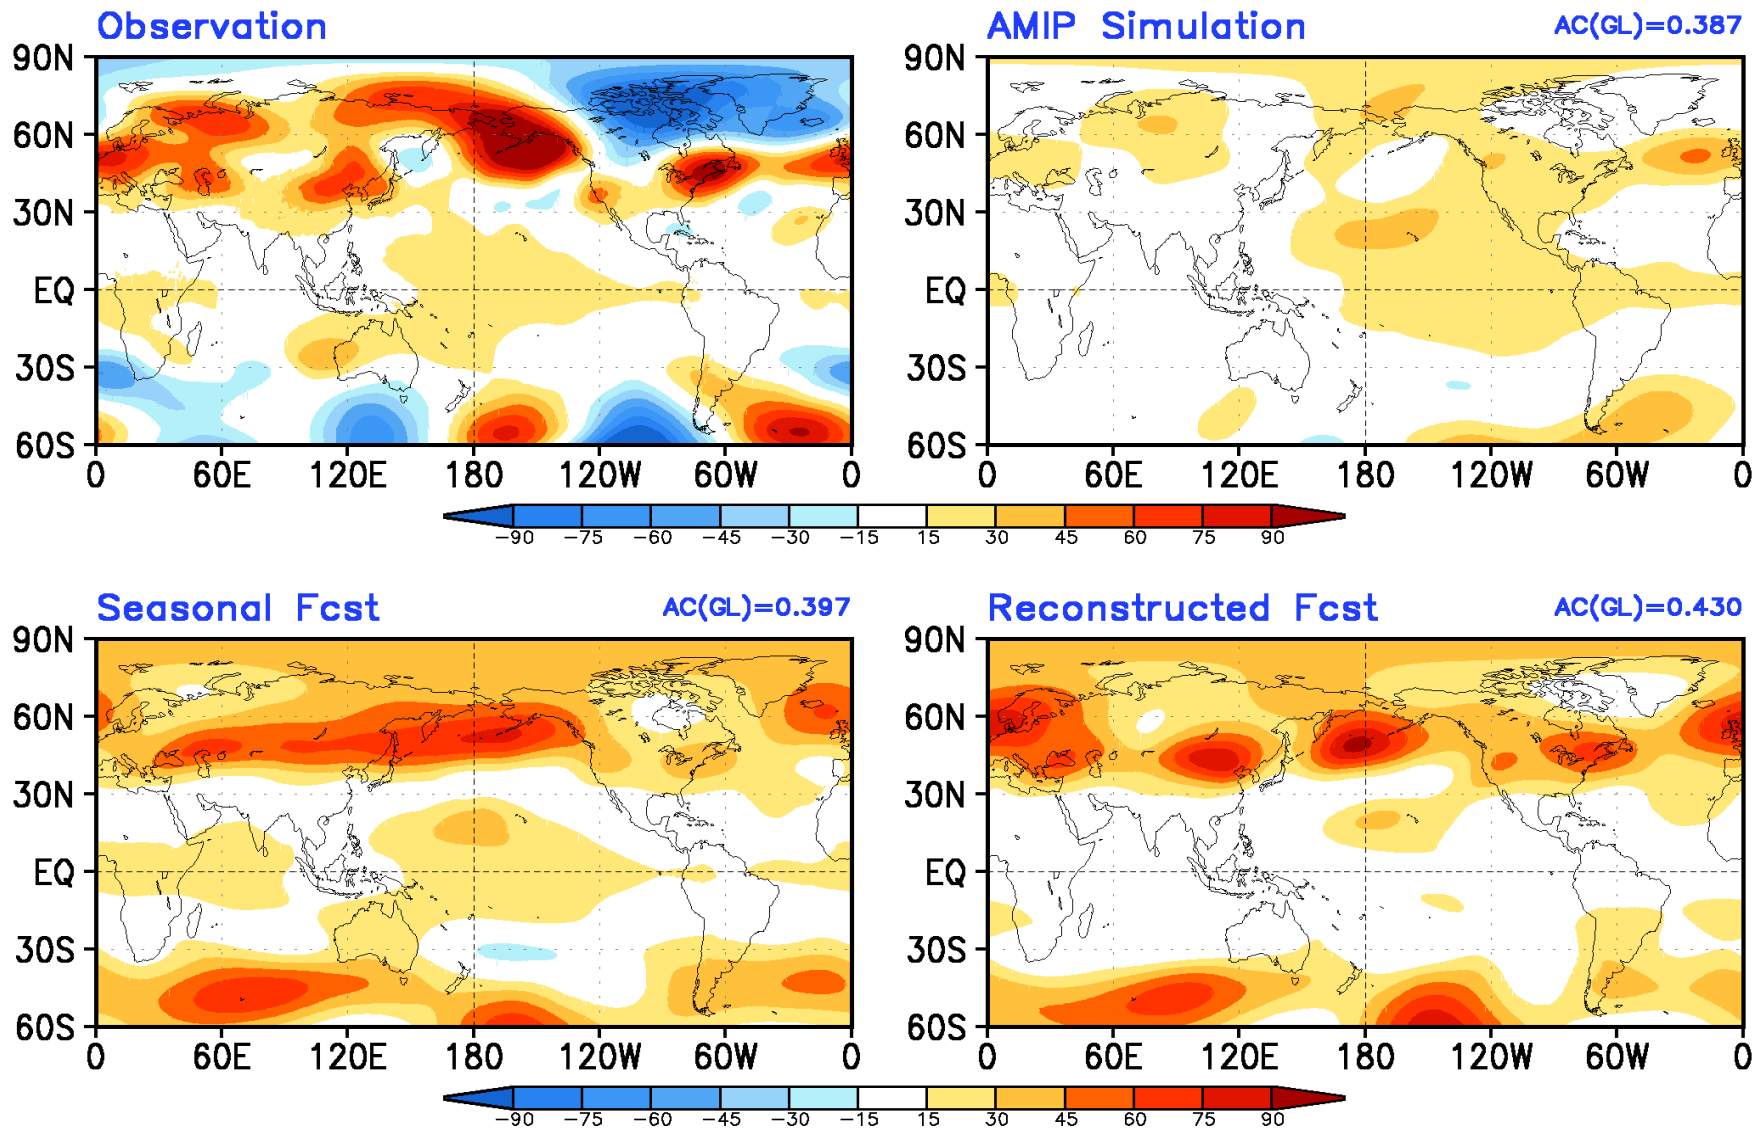 Observation
90N
60N
30N
EQ
30S
60S
0 60E 120E 180 120W 60W 0
AMIP Simulation AC(GL)=0.387
90N
60N
30N
EQ
30S
60S
0 60E 120E 180 120W 60W 0
-90 -75 -60 -45 -30 -15 15 30 45 60 75 90
Seasonal Fcst AC(GL)=0.397
90N
60N
30N
EQ
30S
60S
0 60E 120E 180 120W 60W 0
Reconstructed Fcst AC(GL)=0.430
90N
60N
30N
EQ
30S
60S
0 60E 120E 180 120W 60W 0
-90 -75 -60 -45 -30 -15 15 30 45 60 75 90